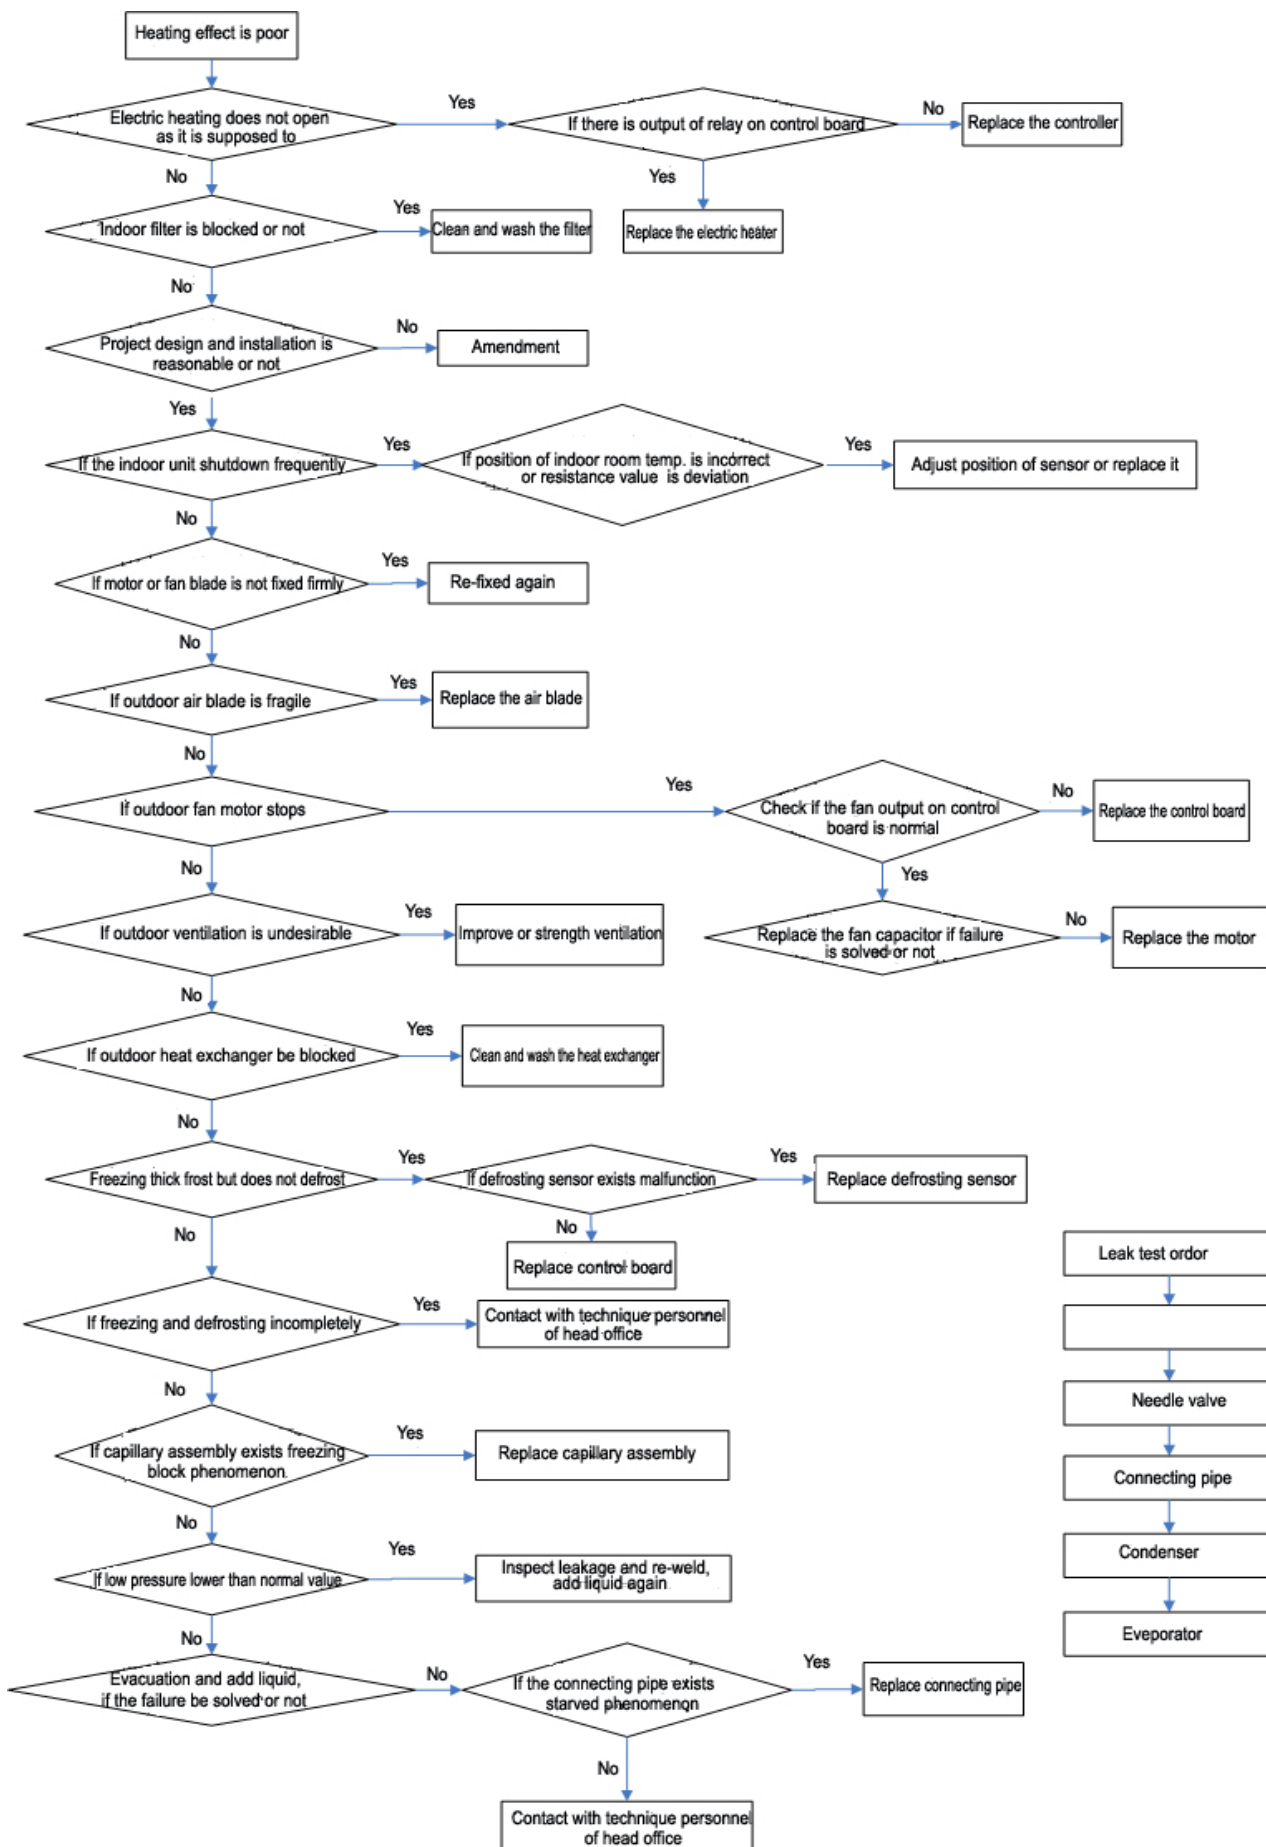 Heating effect is poor
Electric heating does not open
as it is supposed to
Yes
If there is output of relay on control board
No
Replace the controller
No
Yes
Indoor filter is blocked or not
Yes
Clean and wash the filter
Replace the electric heater
No
Project design and installation is
reasonable or not
No
Amendment
Yes
If the indoor unit shutdown frequently
Yes
If position of indoor room temp. is incorrect
or resistance value is deviation
Yes
Adjust position of sensor or replace it
No
If motor or fan blade is not fixed firmly
Yes
Re-fixed again
No
If outdoor air blade is fragile
Yes
Replace the air blade
No
If outdoor fan motor stops
Yes
Check if the fan output on control
board is normal
No
Replace the control board
No
Yes
If outdoor ventilation is undesirable
Yes
Improve or strength ventilation
Replace the fan capacitor if failure
is solved or not
No
Replace the motor
No
If outdoor heat exchanger be blocked
Yes
Clean and wash the heat exchanger
No
Freezing thick frost but does not defrost
Yes
If defrosting sensor exists malfunction
Yes
Replace defrosting sensor
No
No
Replace control board
If freezing and defrosting incompletely
Yes
Contact with technique personnel
of head office
No
If capillary assembly exists freezing
block phenomenon.
Yes
Replace capillary assembly
No
If low pressure lower than normal value
Yes
Inspect leakage and re-weld,
add liquid again
No
Evacuation and add liquid,
if the failure be solved or not
No
If the connecting pipe exists
starved phenomenon
Yes
Replace connecting pipe
No
Contact with technique personnel
of head office
Leak test ordor
Needle valve
Connecting pipe
Condenser
Eveporator